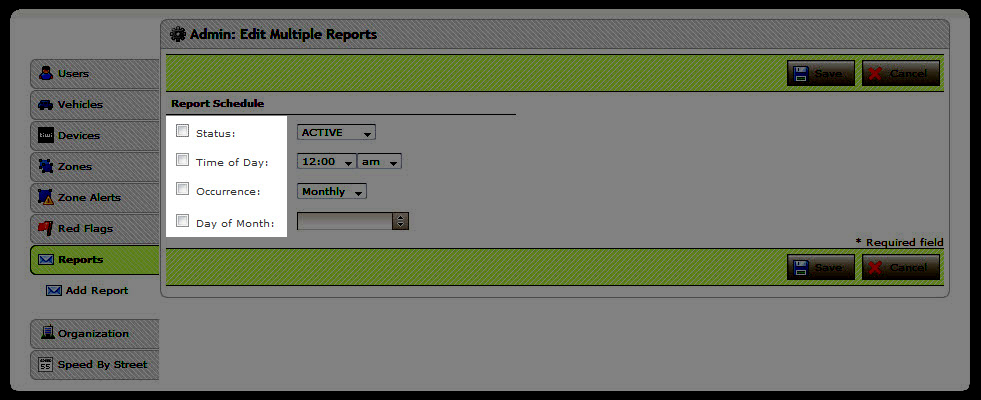 Admin: Edit Multiple Reports
Users
Save
Cancel
Vehicles
Report Schedule
tiwi
Devices
Status:
ACTIVE
Zones
Time of Day:
12:00
am
Zone Alerts
Occurrence:
Monthly
Red Flags
Day of Month:
* Required field
Reports
Save
Cancel
Add Report
Organization
55
Speed By Street